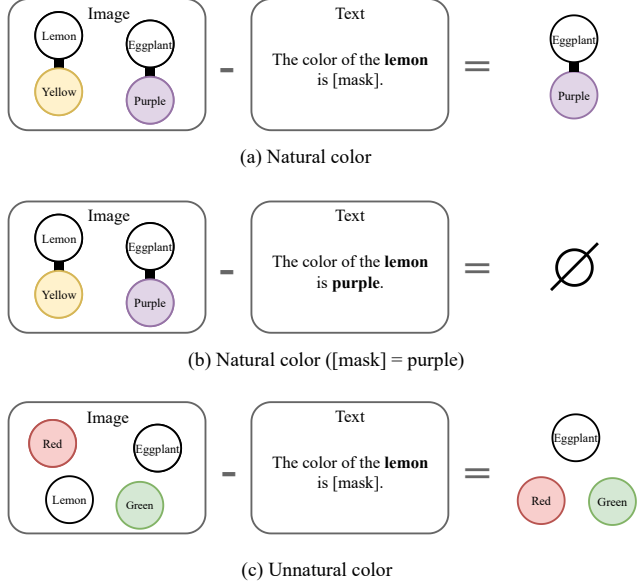 Image
Lemon
Eggplant
Yellow
Purple
-
Text
The color of the lemon
is [mask].
=
Eggplant
Purple
(a) Natural color
Image
Lemon
Eggplant
Yellow
Purple
-
Text
The color of the lemon
is purple.
=
∅
(b) Natural color ([mask] = purple)
Image
Red
Eggplant
Lemon
Green
-
Text
The color of the lemon
is [mask].
=
Eggplant
Red
Green
(c) Unnatural color